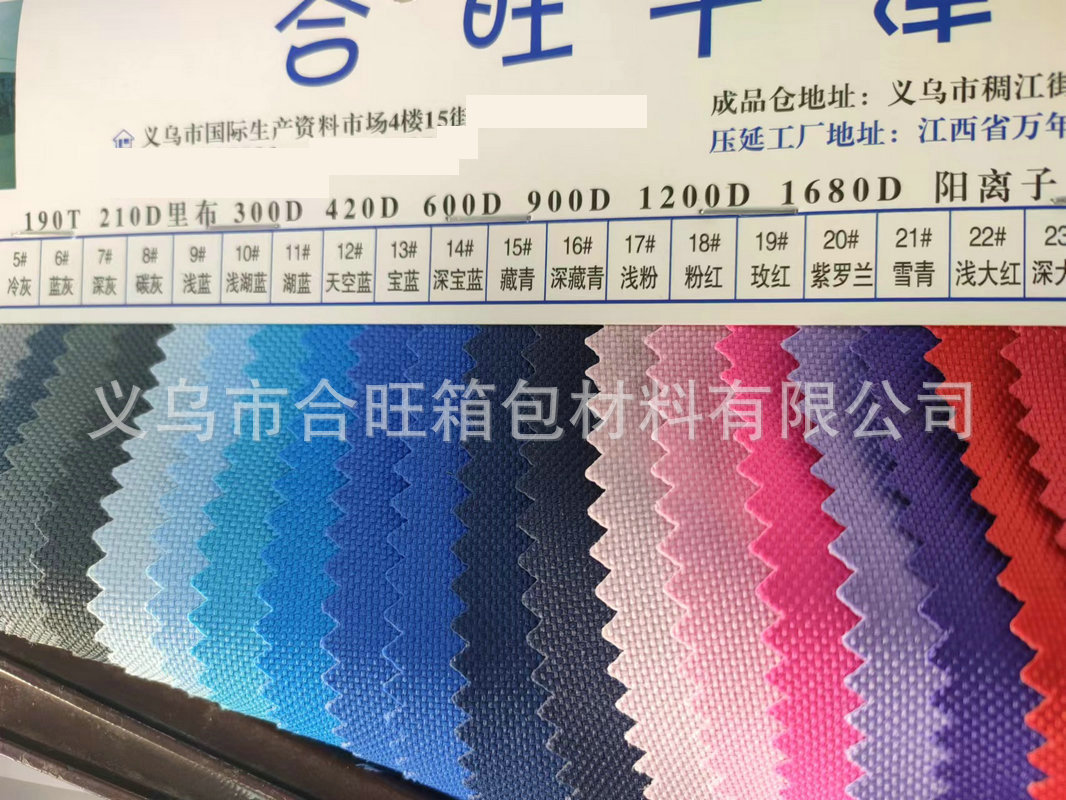 合旺牛津
义乌市国际生产资料市场4楼15街
成品仓地址：义乌市稠江街
压延工厂地址：江西省万年
190T 210D里布 300D 420D 600D 900D 1200D 1680D 阳离子
5# 6# 7# 8# 9# 10# 11# 12# 13# 14# 15# 16# 17# 18# 19# 20# 21# 22# 23
冷灰 蓝灰 深灰 碳灰 浅蓝 浅湖蓝 湖蓝 天空蓝 宝蓝 深宝蓝 藏青 深藏青 浅粉 粉红 玫红 紫罗兰 雪青 浅大红 深大
义乌市合旺箱包材料有限公司